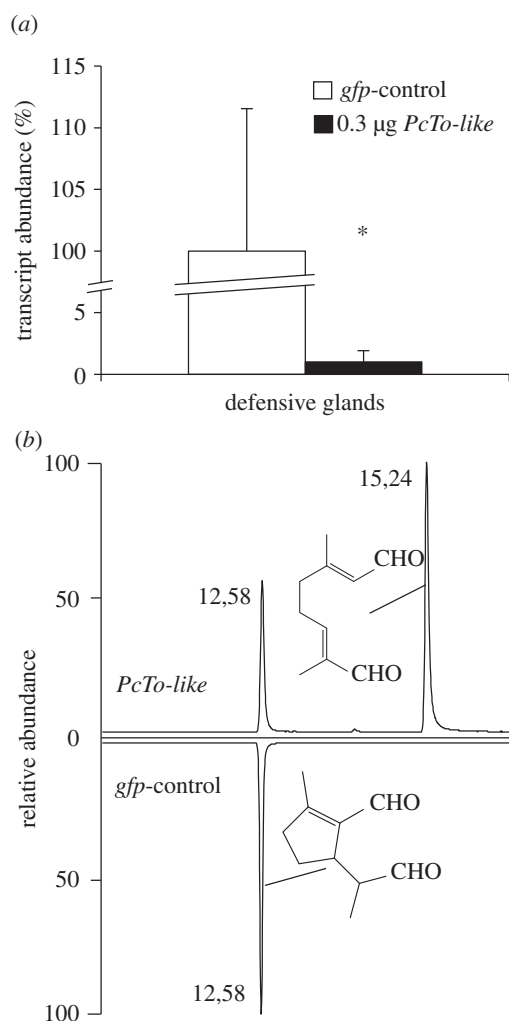 (a)
115
110
105
100
5
0
transcript abundance (%)
gfp-control
0.3 µg PcTo-like
*
defensive glands
(b)
100
50
0
50
100
relative abundance
15,24
12,58
CHO
CHO
PcTo-like
gfp-control
CHO
CHO
12,58